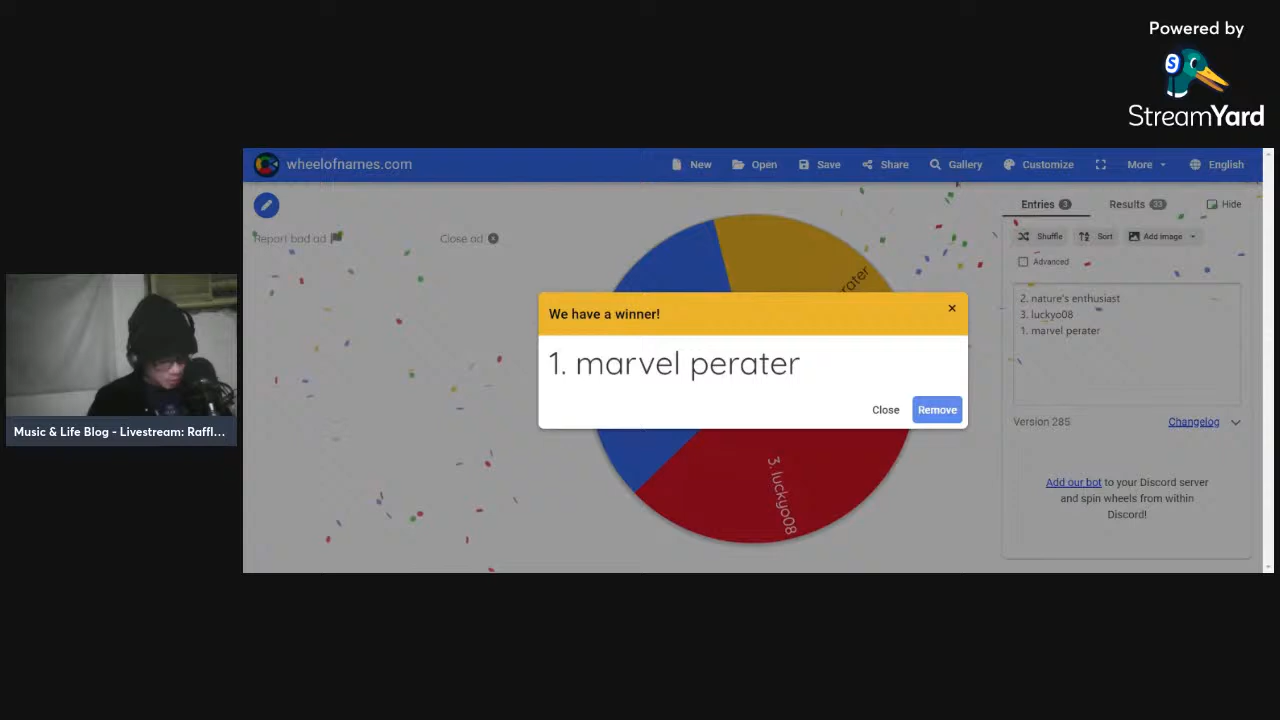 Powered by
S
StreamYard
wheelofnames.com
New
Open
Save
Share
Gallery
Customize
More
English
Report bad ad
Close ad
Entries 3
Results 33
Hide
Shuffle
Sort
Add image
Advanced
2. nature's enthusiast
3. luckyo08
1. marvel perater
erater
We have a winner!
×
1. marvel perater
Close
Remove
3. luckyo08
Version 285
Changelog
Add our bot to your Discord server
and spin wheels from within
Discord!
Music & Life Blog - Livestream: Raffl...